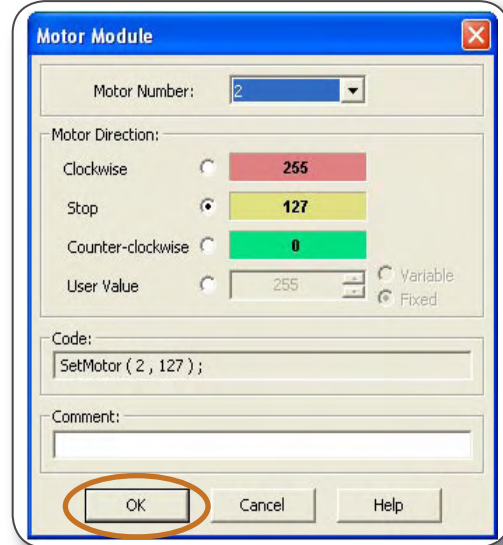 Motor Module
Motor Number: 2
Motor Direction:
Clockwise 255
Stop 127
Counter-clockwise 0
User Value 255 Variable
Fixed
Code:
SetMotor ( 2 , 127 ) ;
Comment:
OK Cancel Help